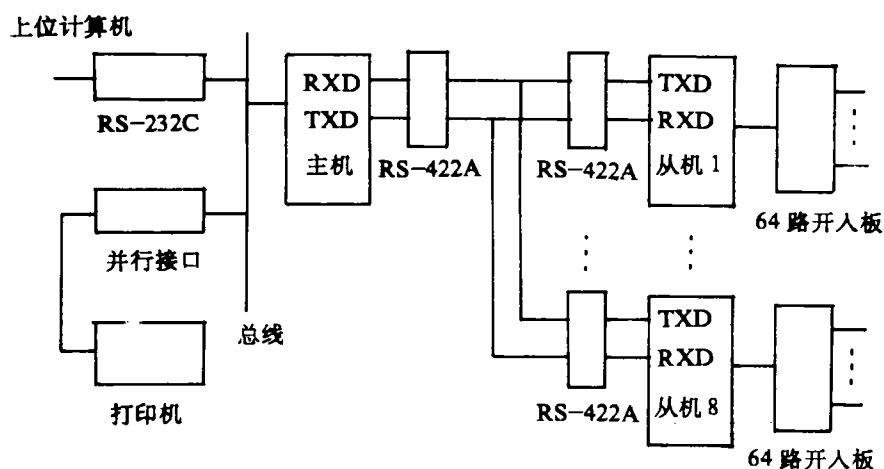 上位计算机
RS-232C
并行接口
打印机
总线
RXD
TXD
主机
RS-422A
RS-422A
TXD
RXD
从机 1
64 路开入板
TXD
RXD
从机 8
RS-422A
64 路开入板